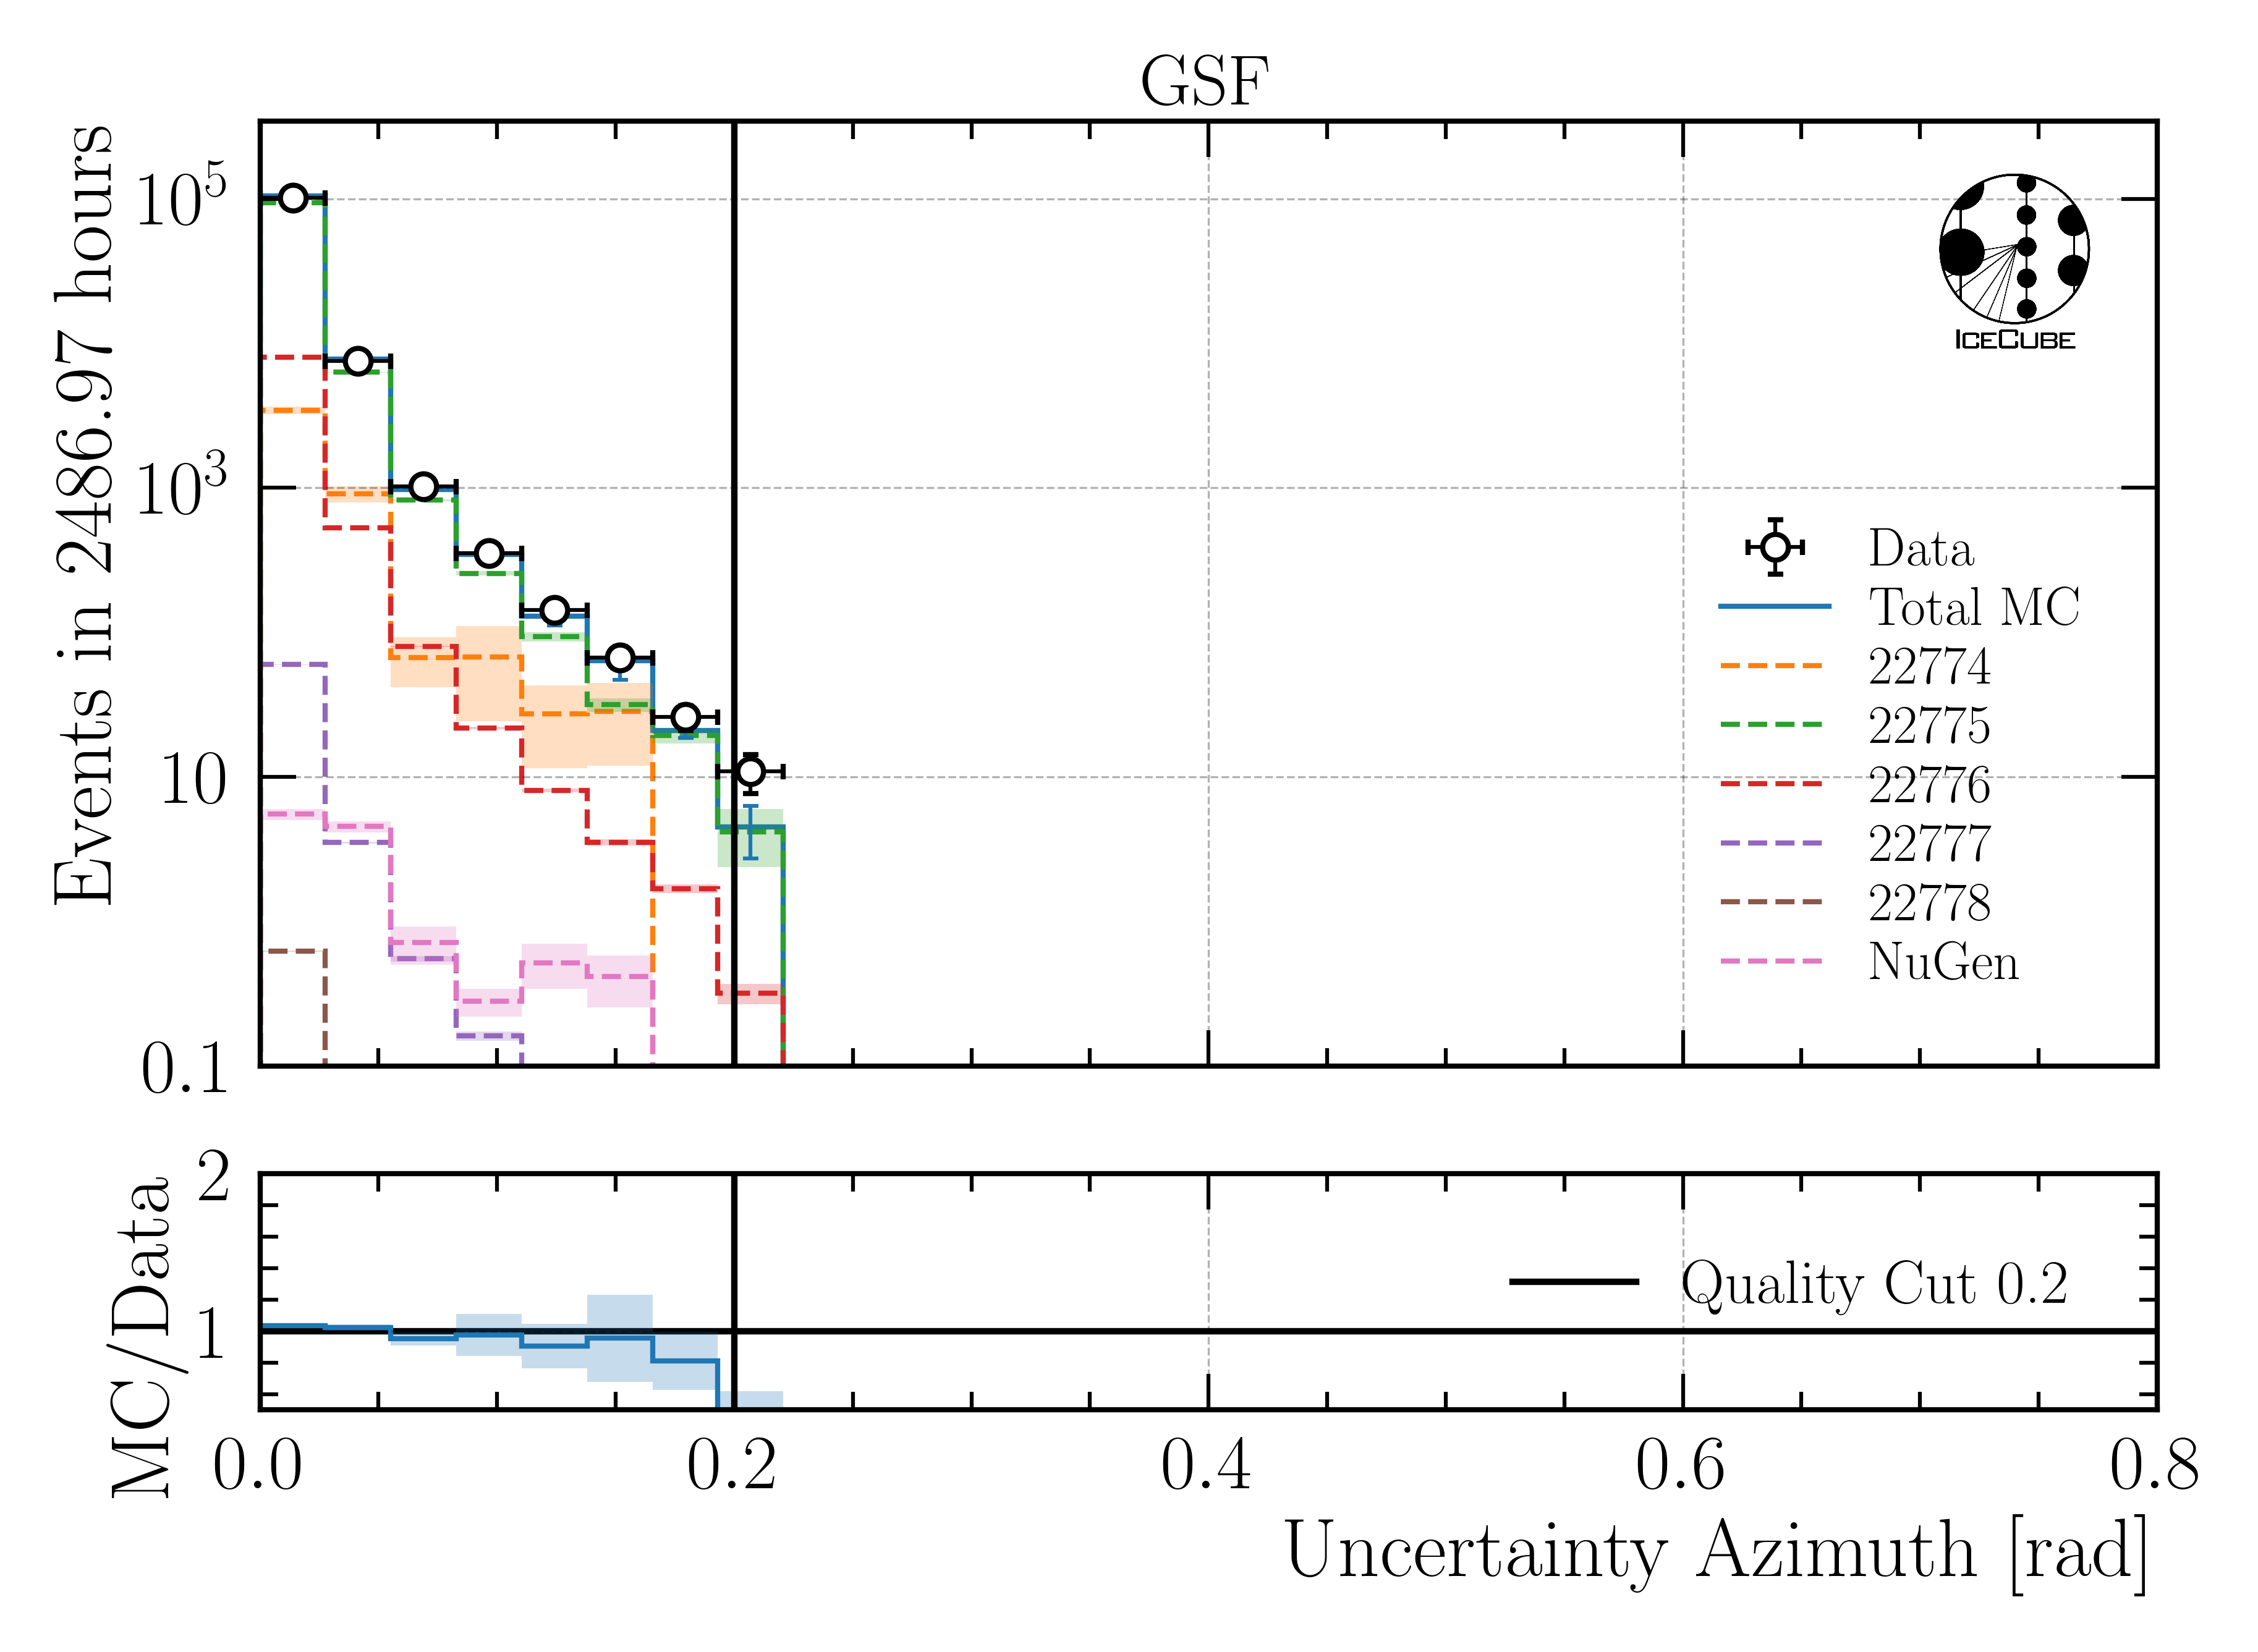 GSF
Events in 2486.97 hours
10^5
10^3
10
0.1
ICECUBE
Data
Total MC
22774
22775
22776
22777
22778
NuGen
MC/Data
2
1
Quality Cut 0.2
0.0 0.2 0.4 0.6 0.8
Uncertainty Azimuth [rad]